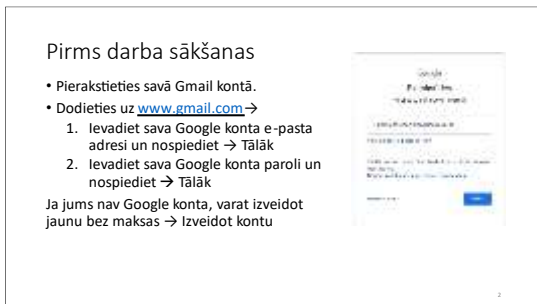 Pirms darba sākšanas
• Pierakstieties savā Gmail kontā.
• Dodieties uz www.gmail.com→
1. Ievadiet sava Google konta e-pasta
adresi un nospiediet → Tālāk
2. Ievadiet sava Google konta paroli un
nospiediet → Tālāk
Ja jums nav Google konta, varat izveidot
jaunu bez maksas → Izveidot kontu
Google
2